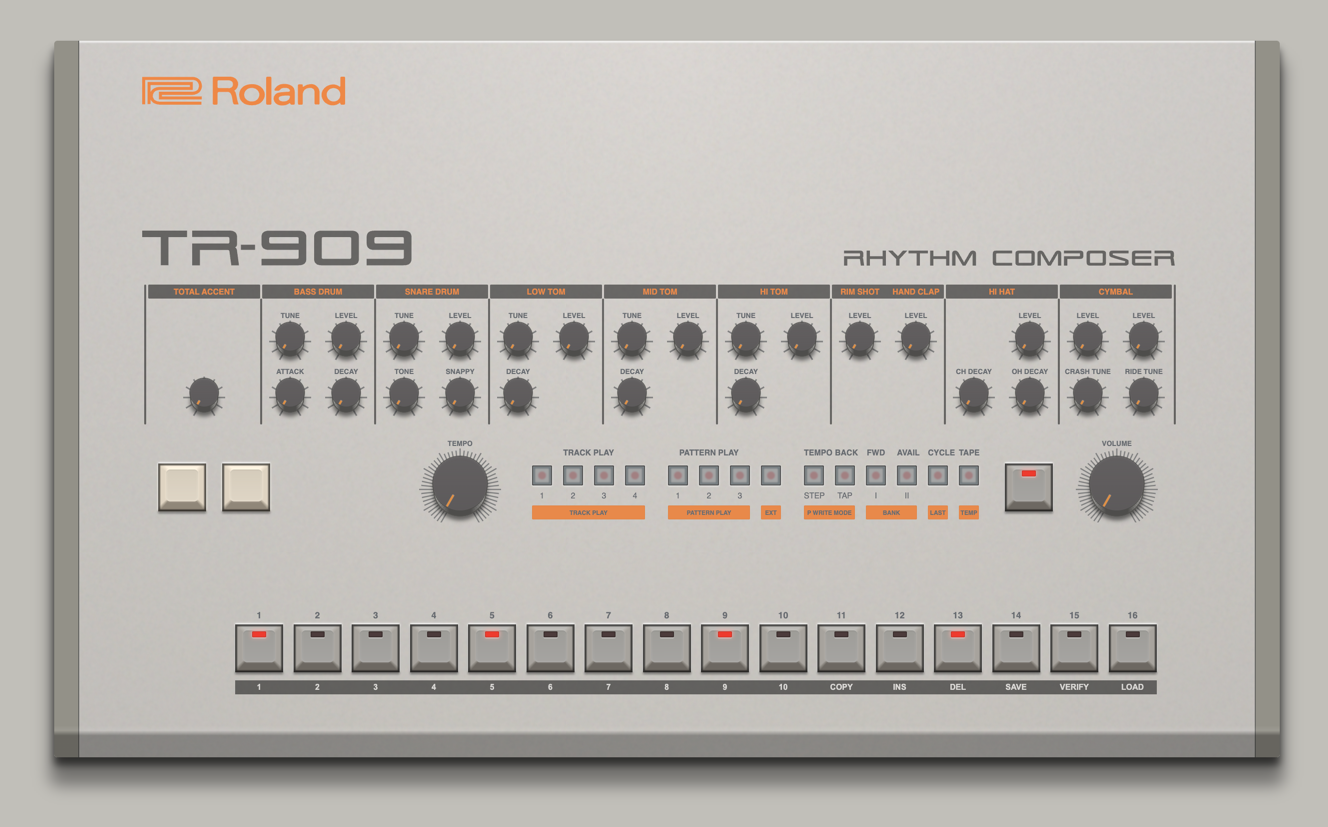 Roland
TR-909
RHYTHM COMPOSER
TOTAL ACCENT BASS DRUM SNARE DRUM LOW TOM MID TOM HI TOM RIM SHOT HAND CLAP HI HAT CYMBAL
TUNE LEVEL TUNE LEVEL TUNE LEVEL TUNE LEVEL TUNE LEVEL LEVEL LEVEL LEVEL LEVEL LEVEL
ATTACK DECAY TONE SNAPPY DECAY DECAY DECAY CH DECAY OH DECAY CRASH TUNE RIDE TUNE
TEMPO VOLUME
TRACK PLAY PATTERN PLAY TEMPO BACK FWD AVAIL CYCLE TAPE
1 2 3 4 1 2 3 STEP TAP I II
TRACK PLAY PATTERN PLAY EXT P WRITE MODE BANK LAST TEMP
1 2 3 4 5 6 7 8 9 10 11 12 13 14 15 16
1 2 3 4 5 6 7 8 9 10 COPY INS DEL SAVE VERIFY LOAD